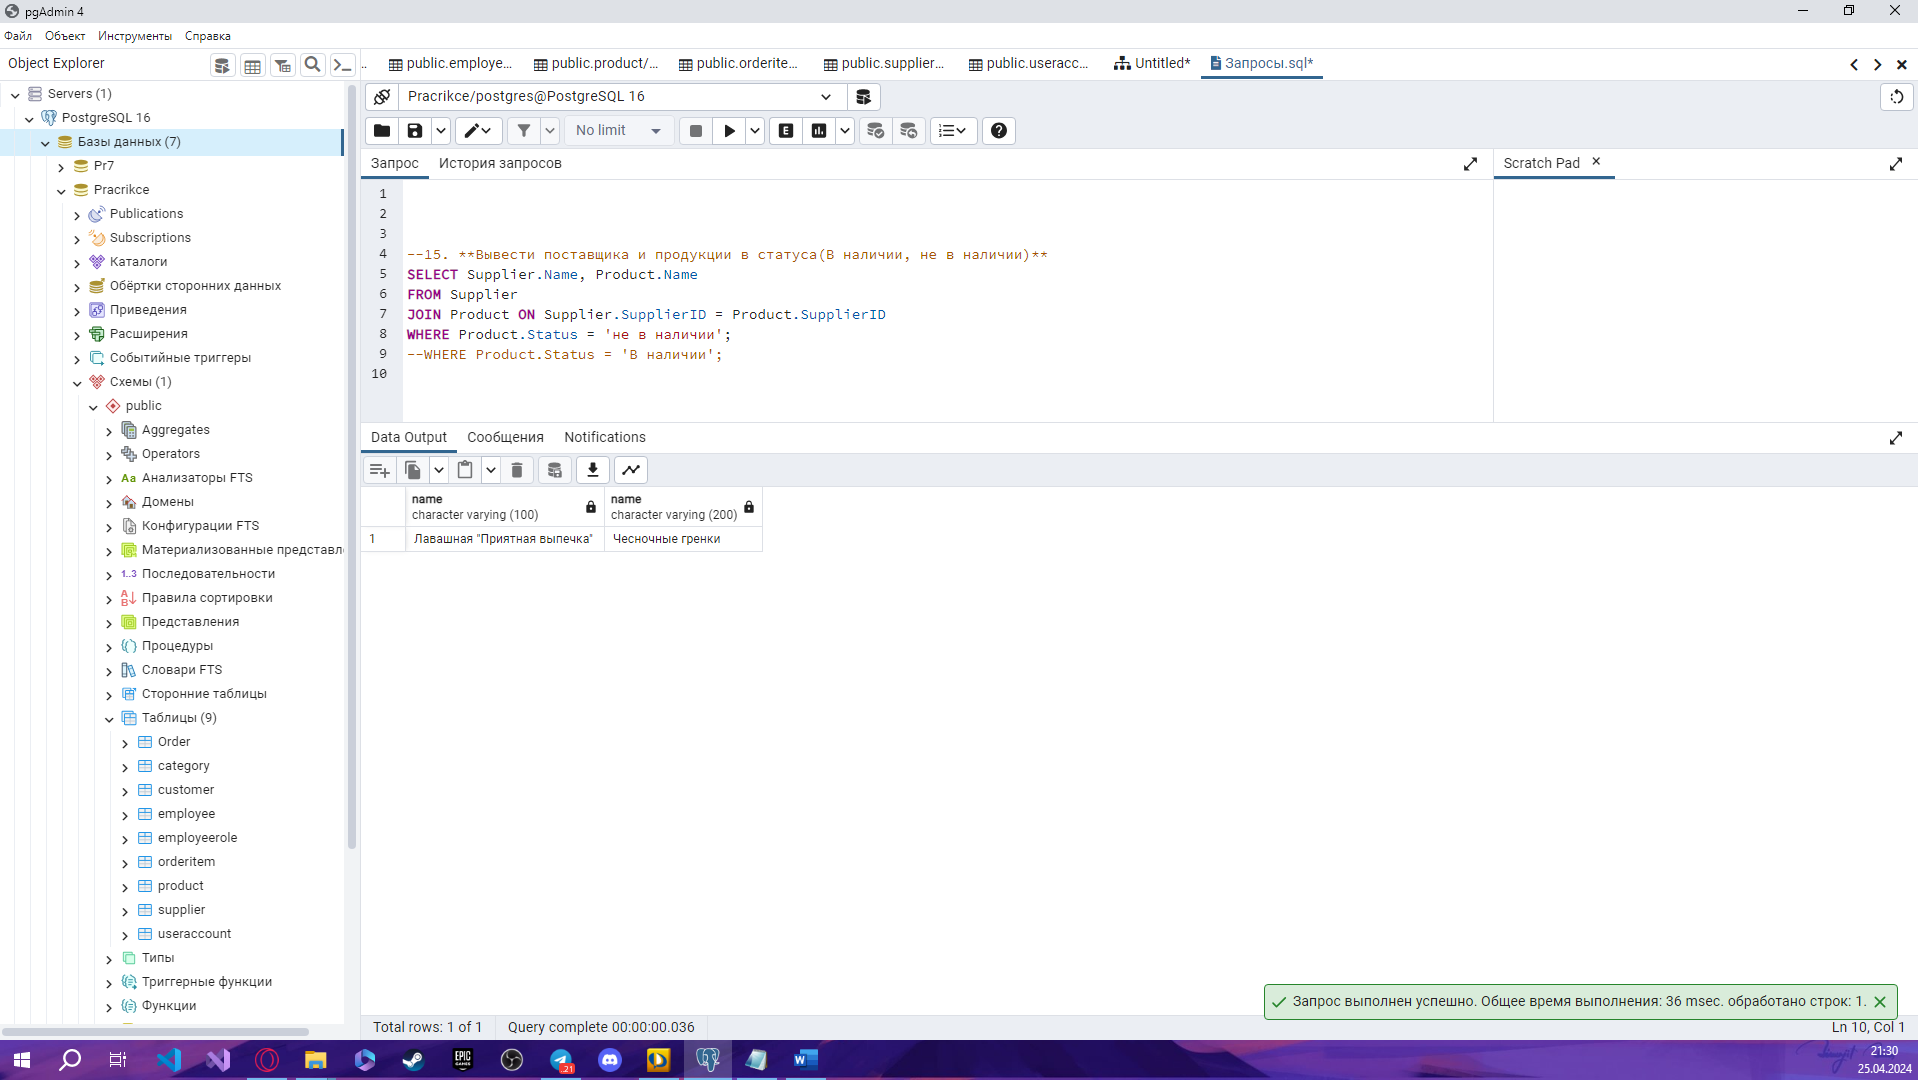 pgAdmin 4
Файл Объект Инструменты Справка
Object Explorer
Servers (1)
PostgreSQL 16
Базы данных (7)
Pr7
Pracrikce
Publications
Subscriptions
Каталоги
Обёртки сторонних данных
Приведения
Расширения
Событийные триггеры
Схемы (1)
public
Aggregates
Operators
Анализаторы FTS
Домены
Конфигурации FTS
Материализованные представл
Последовательности
Правила сортировки
Представления
Процедуры
Словари FTS
Сторонние таблицы
Таблицы (9)
Order
category
customer
employee
employeerole
orderitem
product
supplier
useraccount
Типы
Триггерные функции
Функции
public.employe... public.product/... public.orderite... public.supplier... public.useracc... Untitled* Запросы.sql*
Pracrikce/postgres@PostgreSQL 16
No limit
E
Запрос История запросов
Scratch Pad
1
2
3
4 --15. **Вывести поставщика и продукции в статуса(В наличии, не в наличии)**
5 SELECT Supplier.Name, Product.Name
6 FROM Supplier
7 JOIN Product ON Supplier.SupplierID = Product.SupplierID
8 WHERE Product.Status = 'не в наличии';
9 --WHERE Product.Status = 'В наличии';
10
Data Output Сообщения Notifications
name name
character varying (100) character varying (200)
1 Лавашная "Приятная выпечка" Чесночные гренки
Запрос выполнен успешно. Общее время выполнения: 36 msec. обработано строк: 1.
Total rows: 1 of 1 Query complete 00:00:00.036 Ln 10, Col 1
EPIC GAMES
21
21:30
25.04.2024